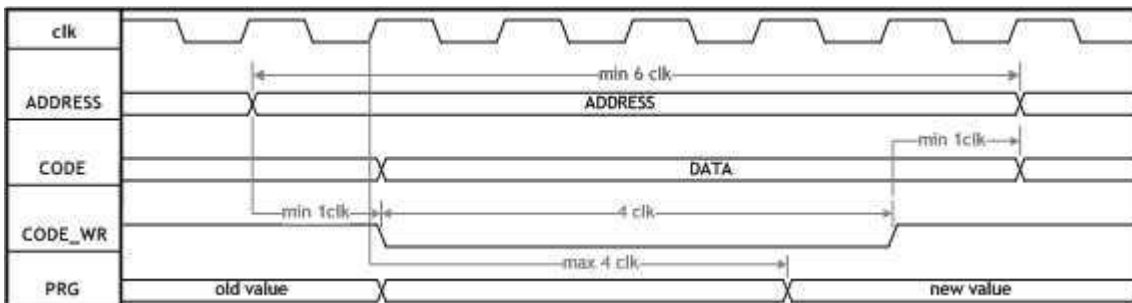 clk
min 6 clk
ADDRESS ADDRESS
min 1clk
CODE DATA
min 1clk 4 clk
CODE_WR
max 4 clk
PRG old value new value